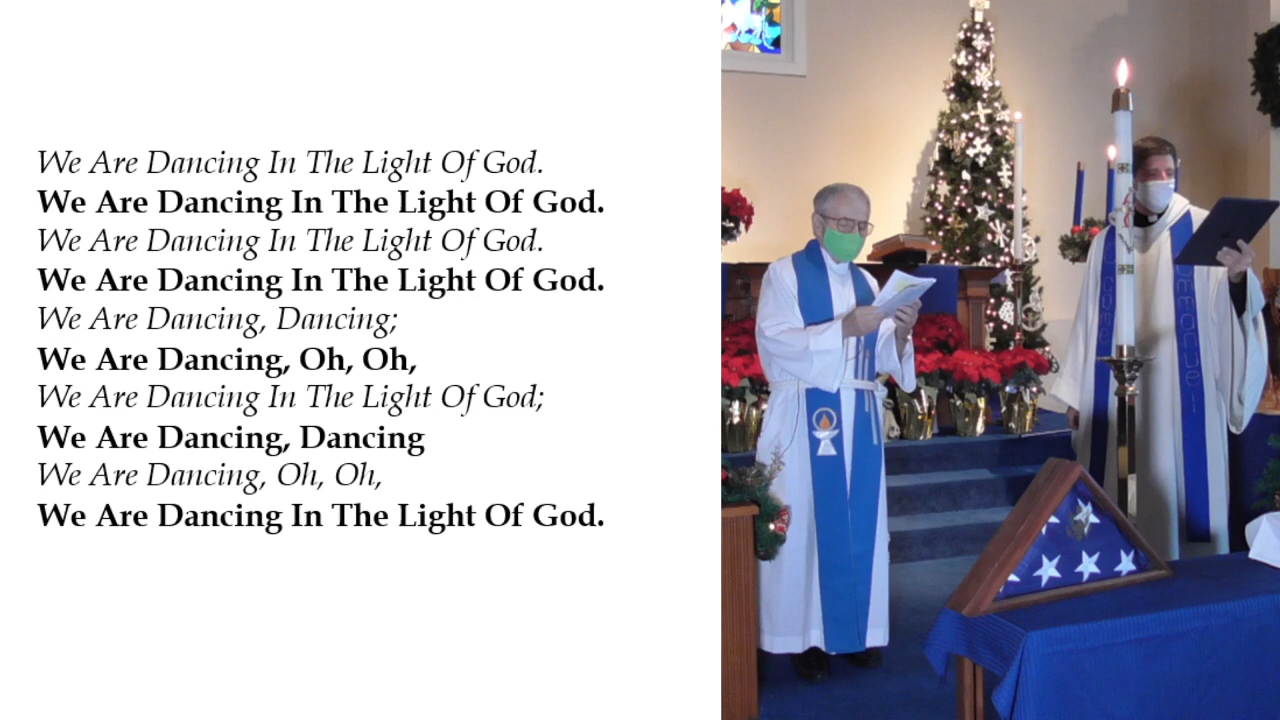 We Are Dancing In The Light Of God.
We Are Dancing In The Light Of God.
We Are Dancing In The Light Of God.
We Are Dancing In The Light Of God.
We Are Dancing, Dancing;
We Are Dancing, Oh, Oh,
We Are Dancing In The Light Of God;
We Are Dancing, Dancing
We Are Dancing, Oh, Oh,
We Are Dancing In The Light Of God.